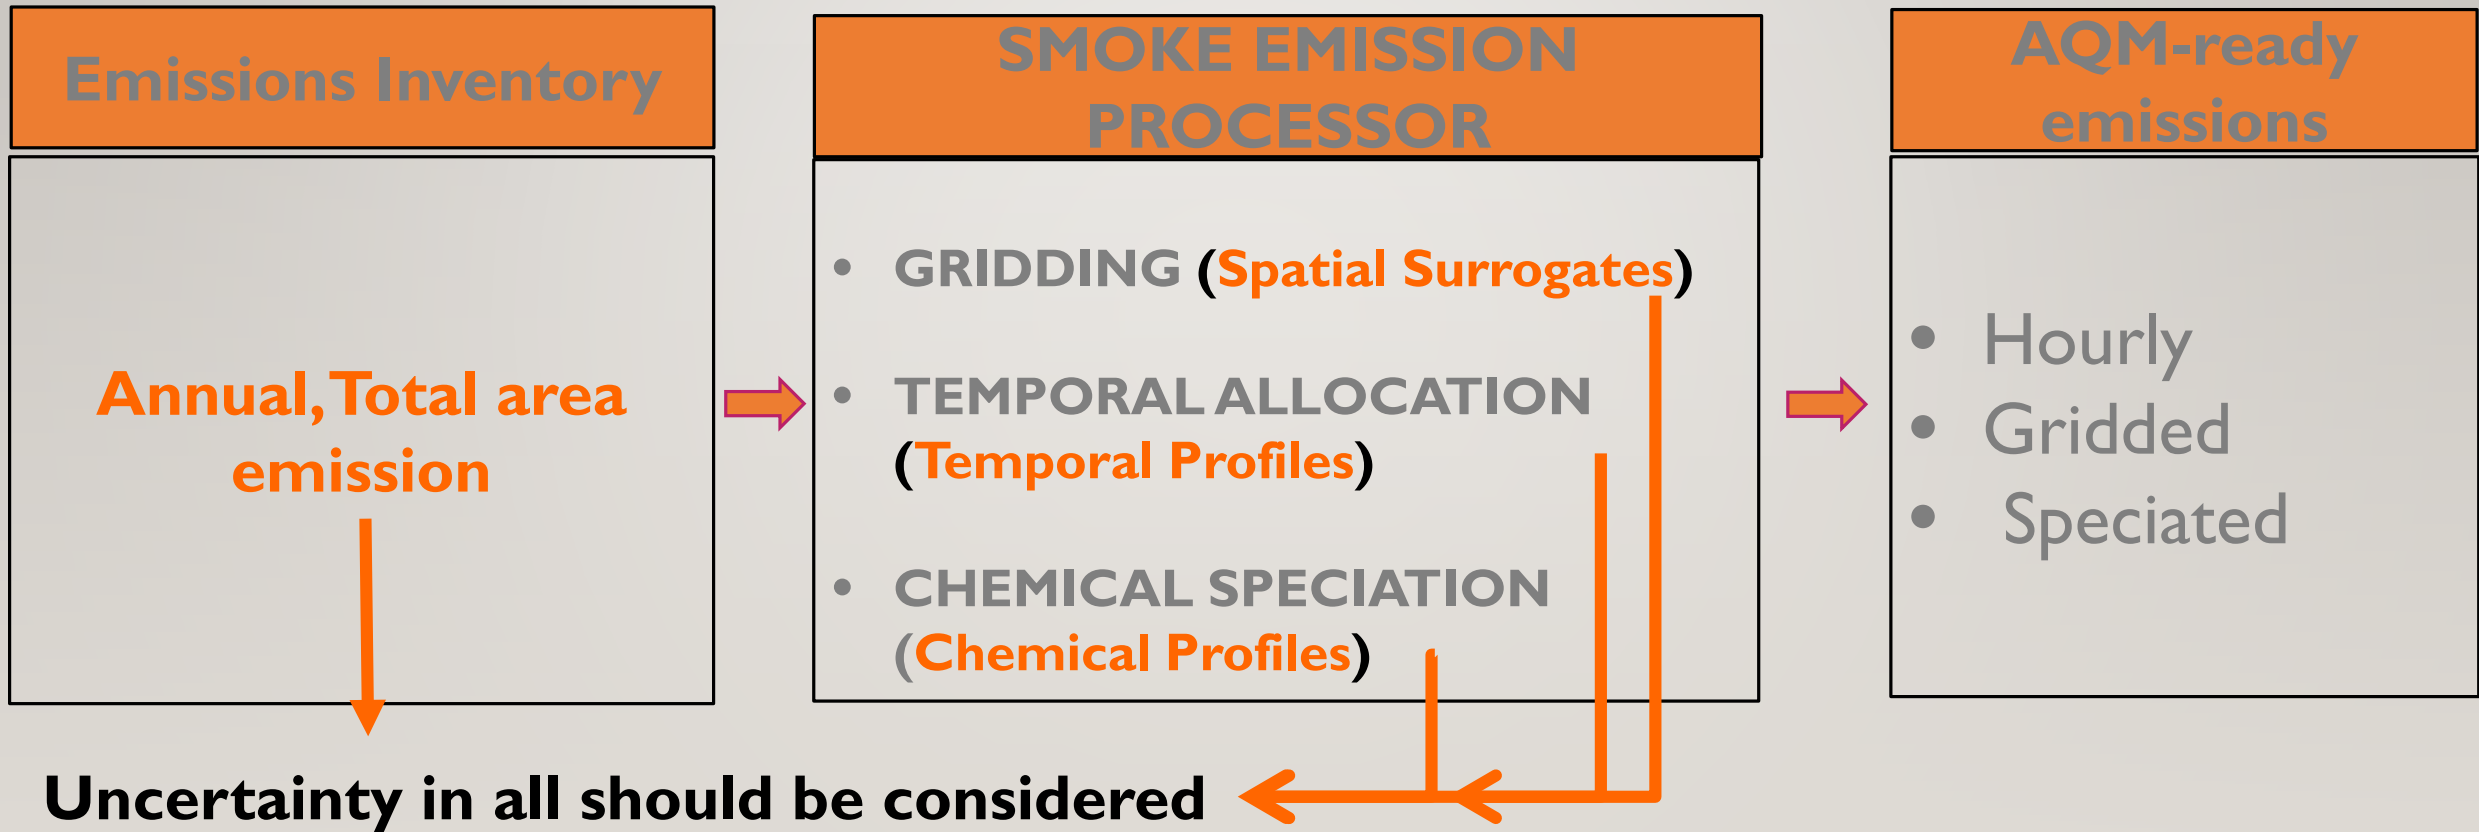 Emissions Inventory
Annual, Total area
emission
SMOKE EMISSION
PROCESSOR
• GRIDDING (Spatial Surrogates)
• TEMPORAL ALLOCATION
(Temporal Profiles)
• CHEMICAL SPECIATION
(Chemical Profiles)
AQM-ready
emissions
• Hourly
• Gridded
• Speciated
Uncertainty in all should be considered